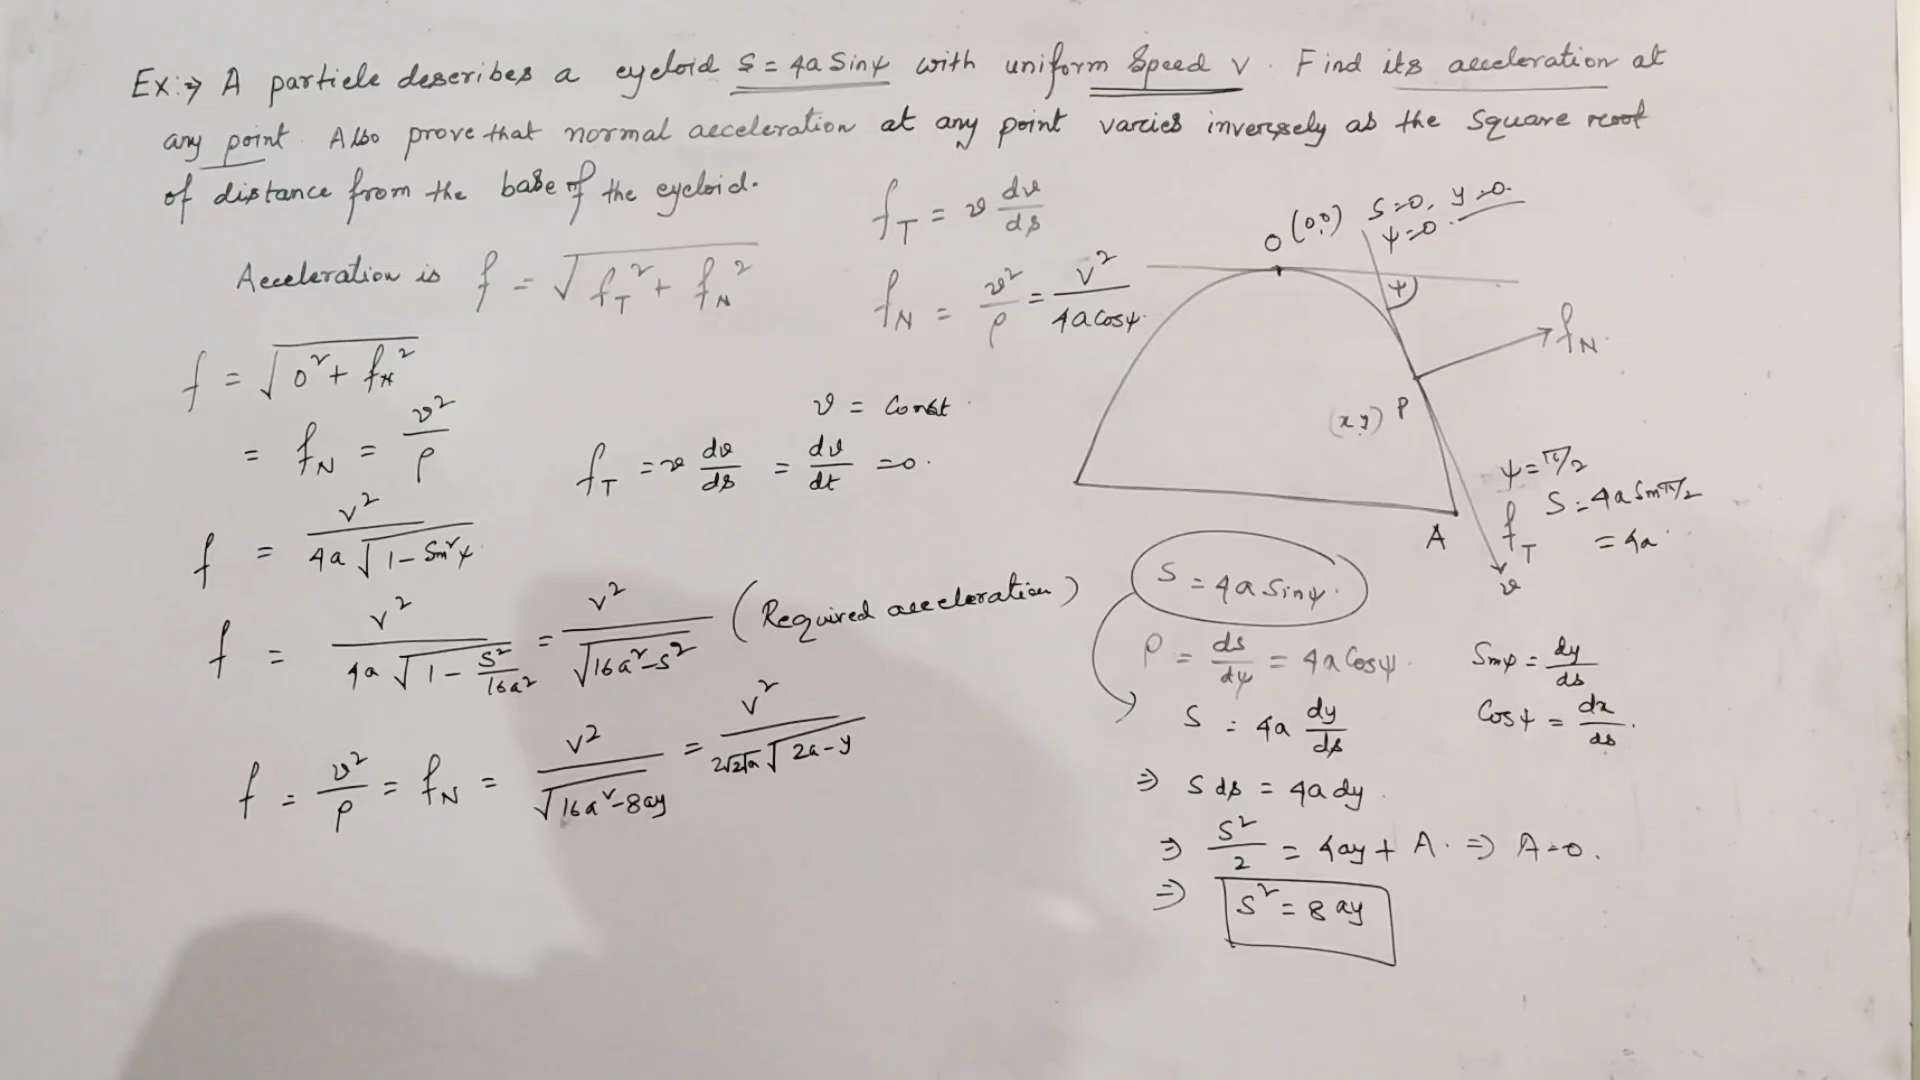 Ex:⇒ A particle describes a cycloid S = 4a Sinψ with uniform Speed v. Find its acceleration at
any point. Also prove that normal acceleration at any point varies inversely as the square root
of distance from the base of the cycloid.
Acceleration is f = √(f_T² + f_N²)
f = √(0² + f_N²)
= f_N = v²/ρ
f = v²/(4a √(1 - Sin²ψ))
f = v²/(4a √(1 - S²/16a²)) = v²/√(16a² - S²) (Required acceleration)
f = v²/ρ = f_N = v²/√(16a² - 8ay) = v²/(2√2√a √(2a - y))
f_T = v dv/ds
f_N = v²/ρ = v²/(4a cosψ).
v = Const.
f_T = v dv/ds = dv/dt = 0.
O (0,0) S=0, y=0.
ψ=0.
ψ
f_N.
(x y) P
ψ = π/2
S = 4a Sin π/2
= 4a.
f_T
A
v
S = 4a Sinψ.
ρ = ds/dψ = 4a Cosψ.
Sinψ = dy/ds
Cosψ = dx/ds.
S = 4a dy/ds
⇒ S ds = 4a dy.
⇒ S²/2 = 4ay + A. ⇒ A = 0.
⇒ S² = 8ay